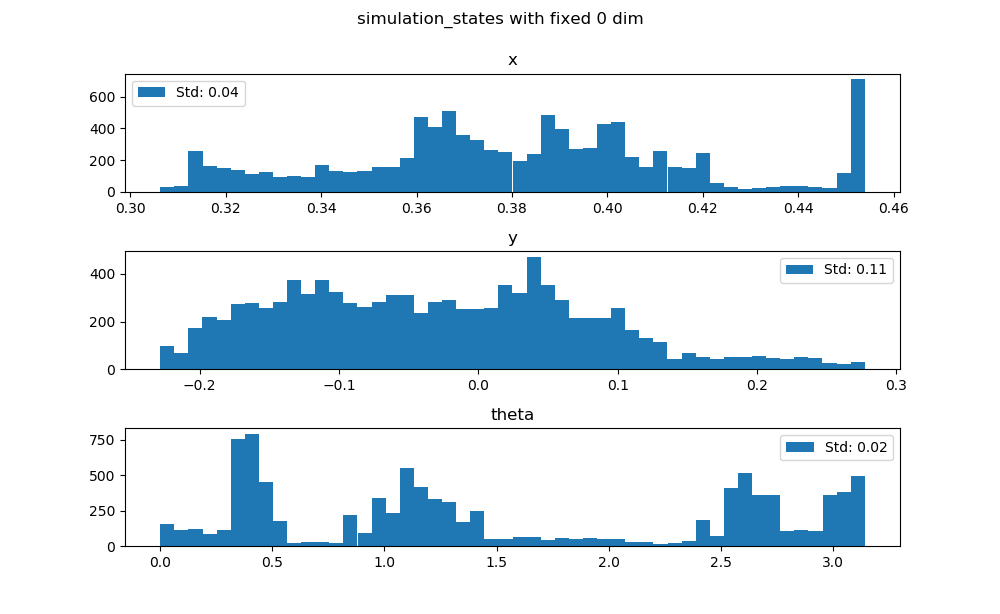 simulation_states with fixed 0 dim
x
Std: 0.04
600
400
200
0
0.30 0.32 0.34 0.36 0.38 0.40 0.42 0.44 0.46
y
Std: 0.11
400
200
0
−0.2 −0.1 0.0 0.1 0.2 0.3
theta
Std: 0.02
750
500
250
0
0.0 0.5 1.0 1.5 2.0 2.5 3.0